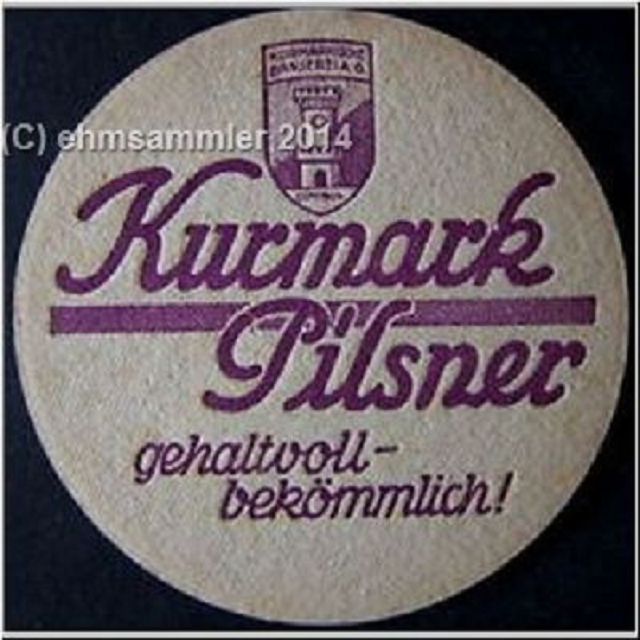 (C) ehmsammler 2014
Kurmark
Pilsner
gehaltvoll-
bekömmlich!